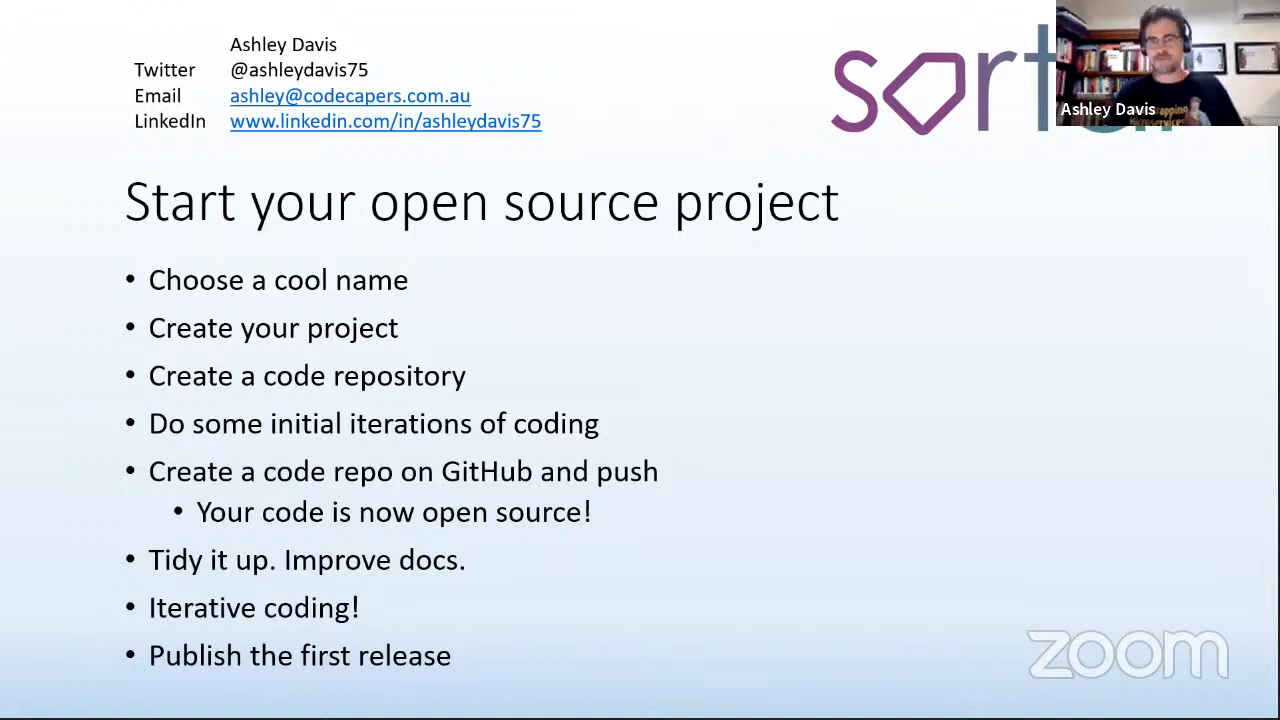 Ashley Davis
Twitter @ashleydavis75
Email ashley@codecapers.com.au
LinkedIn www.linkedin.com/in/ashleydavis75
Ashley Davis
Start your open source project
• Choose a cool name
• Create your project
• Create a code repository
• Do some initial iterations of coding
• Create a code repo on GitHub and push
• Your code is now open source!
• Tidy it up. Improve docs.
• Iterative coding!
• Publish the first release
zoom